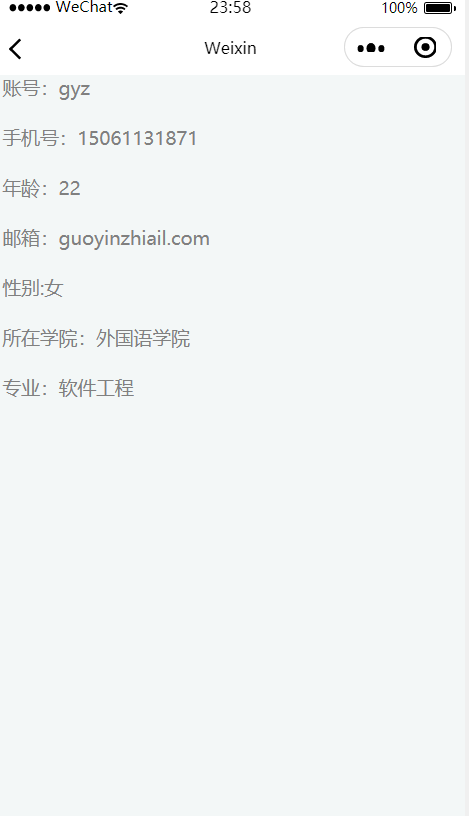 WeChat 23:58 100%
Weixin
账号：gyz
手机号：15061131871
年龄：22
邮箱：guoyinzhiail.com
性别:女
所在学院：外国语学院
专业：软件工程